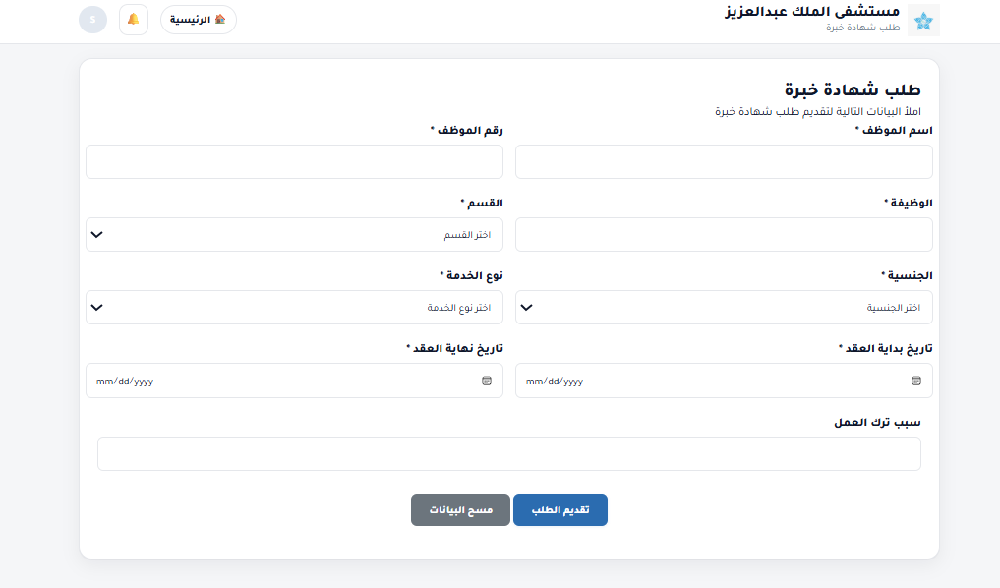 مستشفى الملك عبدالعزيز
طلب شهادة خبرة
الرئيسية
S
طلب شهادة خبرة
املأ البيانات التالية لتقديم طلب شهادة خبرة
اسم الموظف *
رقم الموظف *
الوظيفة *
القسم *
اختر القسم
الجنسية *
نوع الخدمة *
اختر الجنسية
اختر نوع الخدمة
تاريخ بداية العقد *
تاريخ نهاية العقد *
mm/dd/yyyy
mm/dd/yyyy
سبب ترك العمل
تقديم الطلب
مسح البيانات